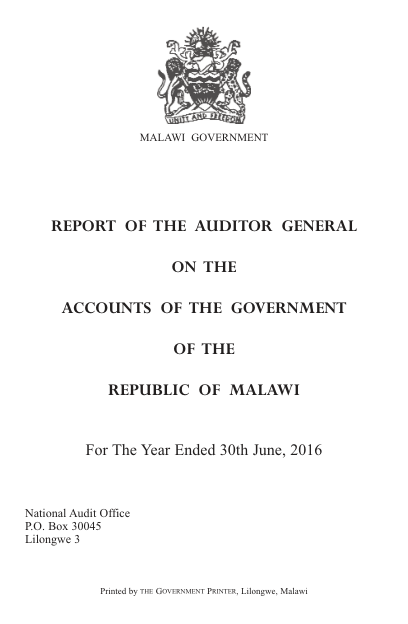 UNITY AND FREEDOM
MALAWI GOVERNMENT
REPORT OF THE AUDITOR GENERAL
ON THE
ACCOUNTS OF THE GOVERNMENT
OF THE
REPUBLIC OF MALAWI
For The Year Ended 30th June, 2016
National Audit Office
P.O. Box 30045
Lilongwe 3
Printed by THE GOVERNMENT PRINTER, Lilongwe, Malawi